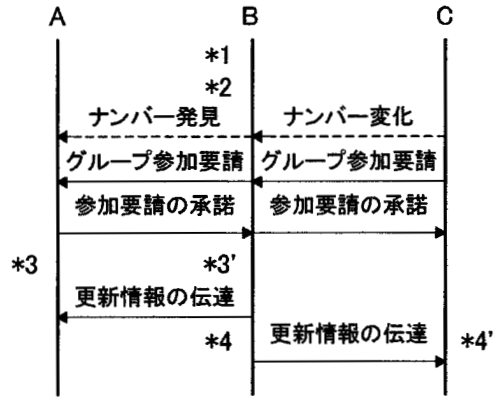 A B C
*1
*2
ナンバー発見 ナンバー変化
グループ参加要請 グループ参加要請
参加要請の承諾 参加要請の承諾
*3 *3'
更新情報の伝達
*4 更新情報の伝達 *4'